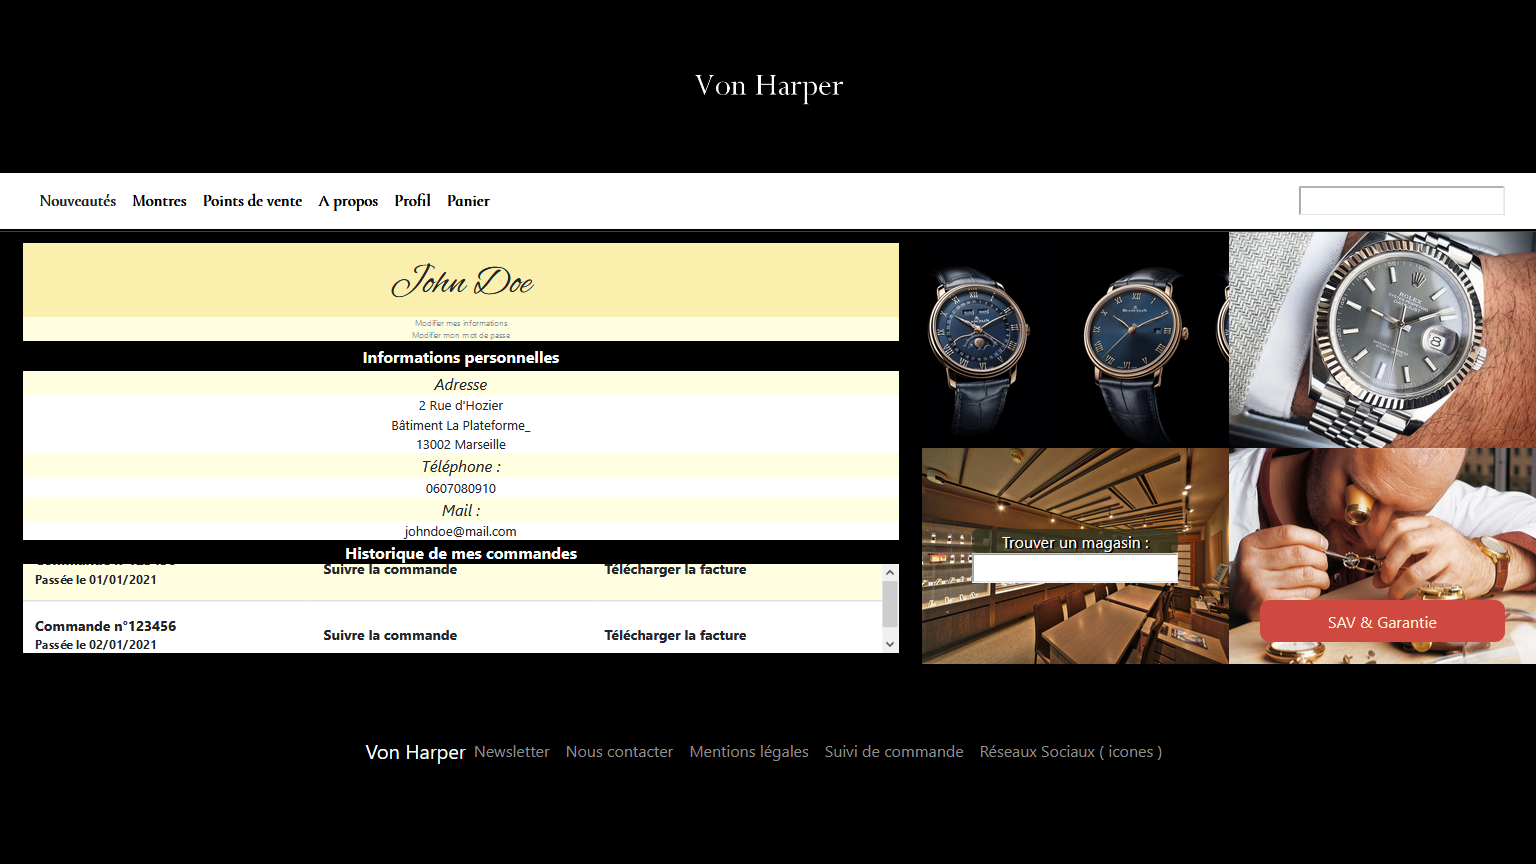 Von Harper
Nouveautés Montres Points de vente A propos Profil Panier
John Doe
Modifier mes informations
Modifier mon mot de passe
Informations personnelles
Adresse
2 Rue d'Hozier
Bâtiment La Plateforme_
13002 Marseille
Téléphone :
0607080910
Mail :
johndoe@mail.com
Historique de mes commandes
Suivre la commande Télécharger la facture
Passée le 01/01/2021
Commande n°123456
Suivre la commande Télécharger la facture
Passée le 02/01/2021
ROLEX
BLANCPAIN
Trouver un magasin :
SAV & Garantie
Von Harper Newsletter Nous contacter Mentions légales Suivi de commande Réseaux Sociaux ( icones )